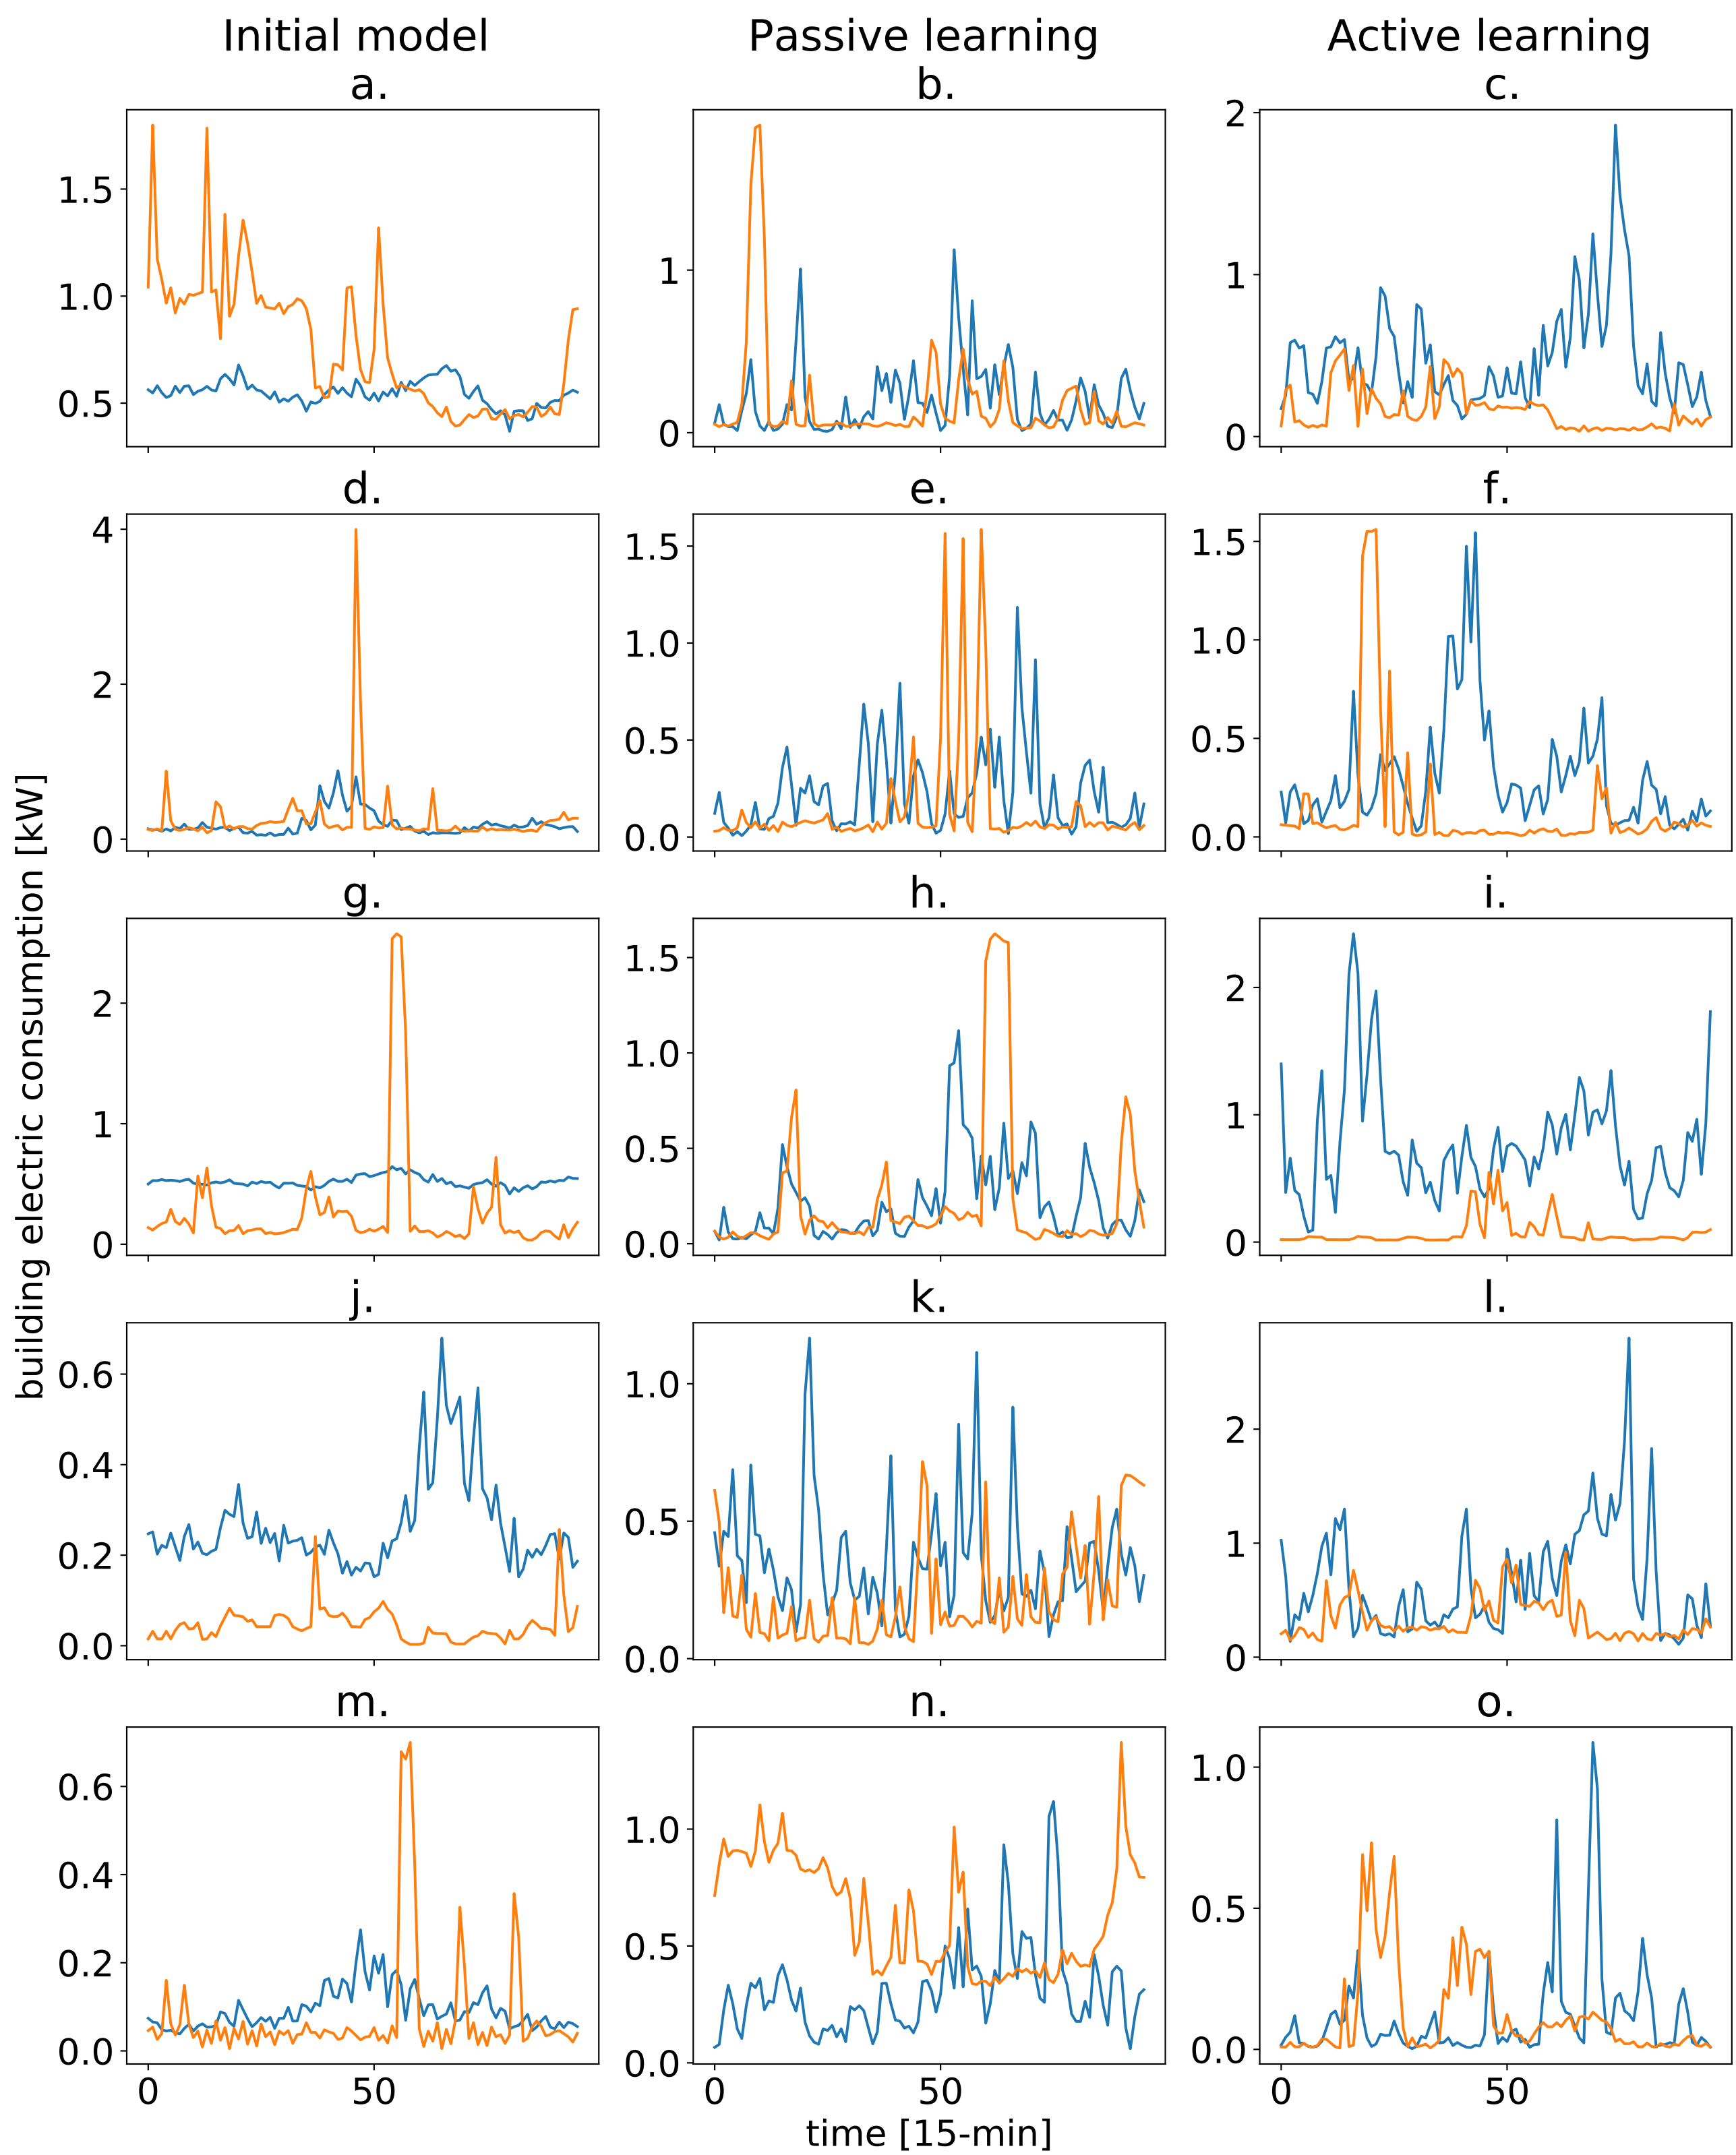 Initial model Passive learning Active learning
a. b. c.
1.5 1.0 0.5
1 0
2 1 0
d. e. f.
4 2 0
1.5 1.0 0.5 0.0
1.5 1.0 0.5 0.0
building electric consumption [kW]
g. h. i.
2 1 0
1.5 1.0 0.5 0.0
2 1 0
j. k. l.
0.6 0.4 0.2 0.0
1.0 0.5 0.0
2 1 0
m. n. o.
0.6 0.4 0.2 0.0
1.0 0.5 0.0
1.0 0.5 0.0
0 50 0 50 0 50
time [15-min]